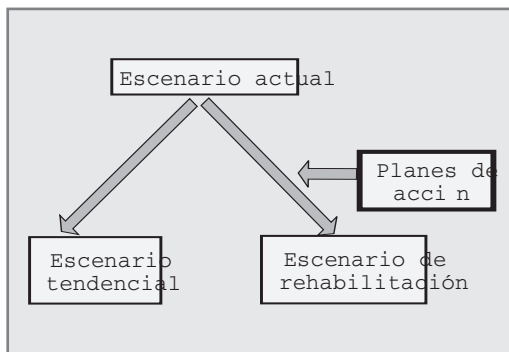 Escenario actual
Planes de
acci n
Escenario
tendencial
Escenario de
rehabilitación